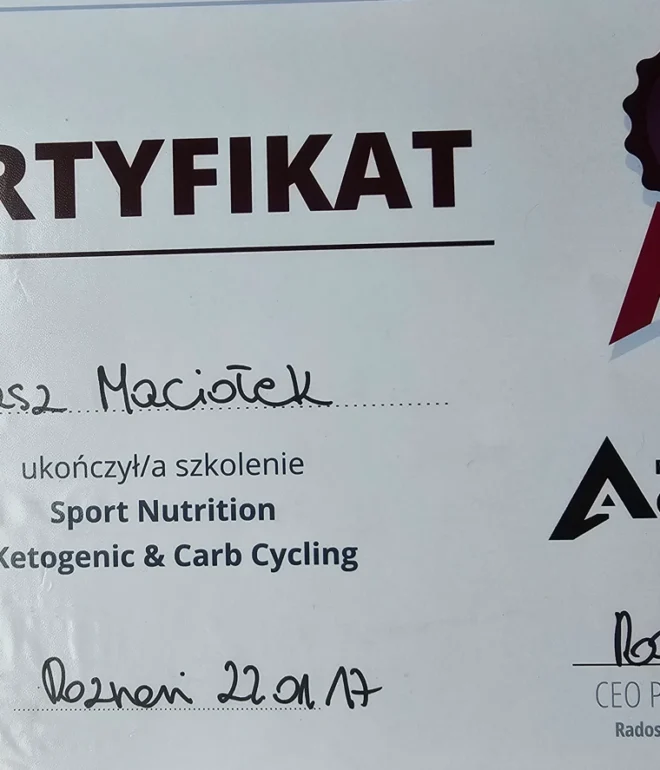 RTYFIKAT
asz Maciołek
ukończył/a szkolenie
Sport Nutrition
Ketogenic & Carb Cycling
Poznań 22.01.17
CEO P
Rados